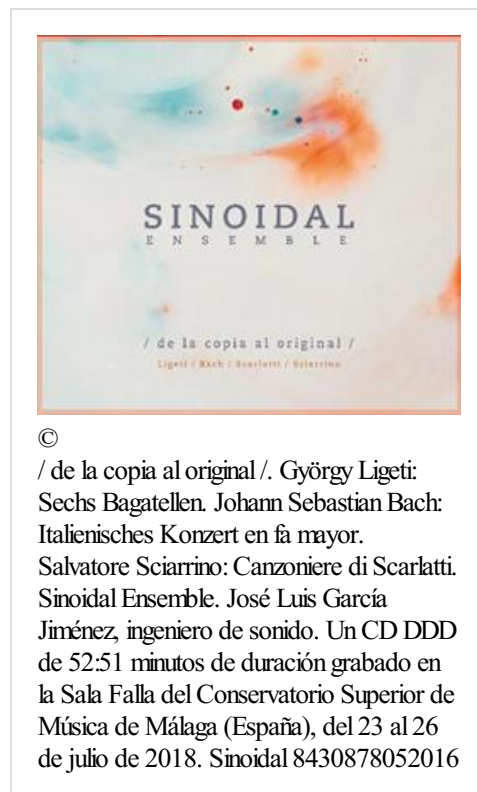 SINOIDAL
ENSEMBLE
/ de la copia al original /
Ligeti / Bach / Scarlatti / Sciarrino
©
/ de la copia al original /. György Ligeti:
Sechs Bagatellen. Johann Sebastian Bach:
Italienisches Konzert en fa mayor.
Salvatore Sciarrino: Canzoniere di Scarlatti.
Sinoidal Ensemble. José Luis García
Jiménez, ingeniero de sonido. Un CD DDD
de 52:51 minutos de duración grabado en
la Sala Falla del Conservatorio Superior de
Música de Málaga (España), del 23 al 26
de julio de 2018. Sinoidal 8430878052016